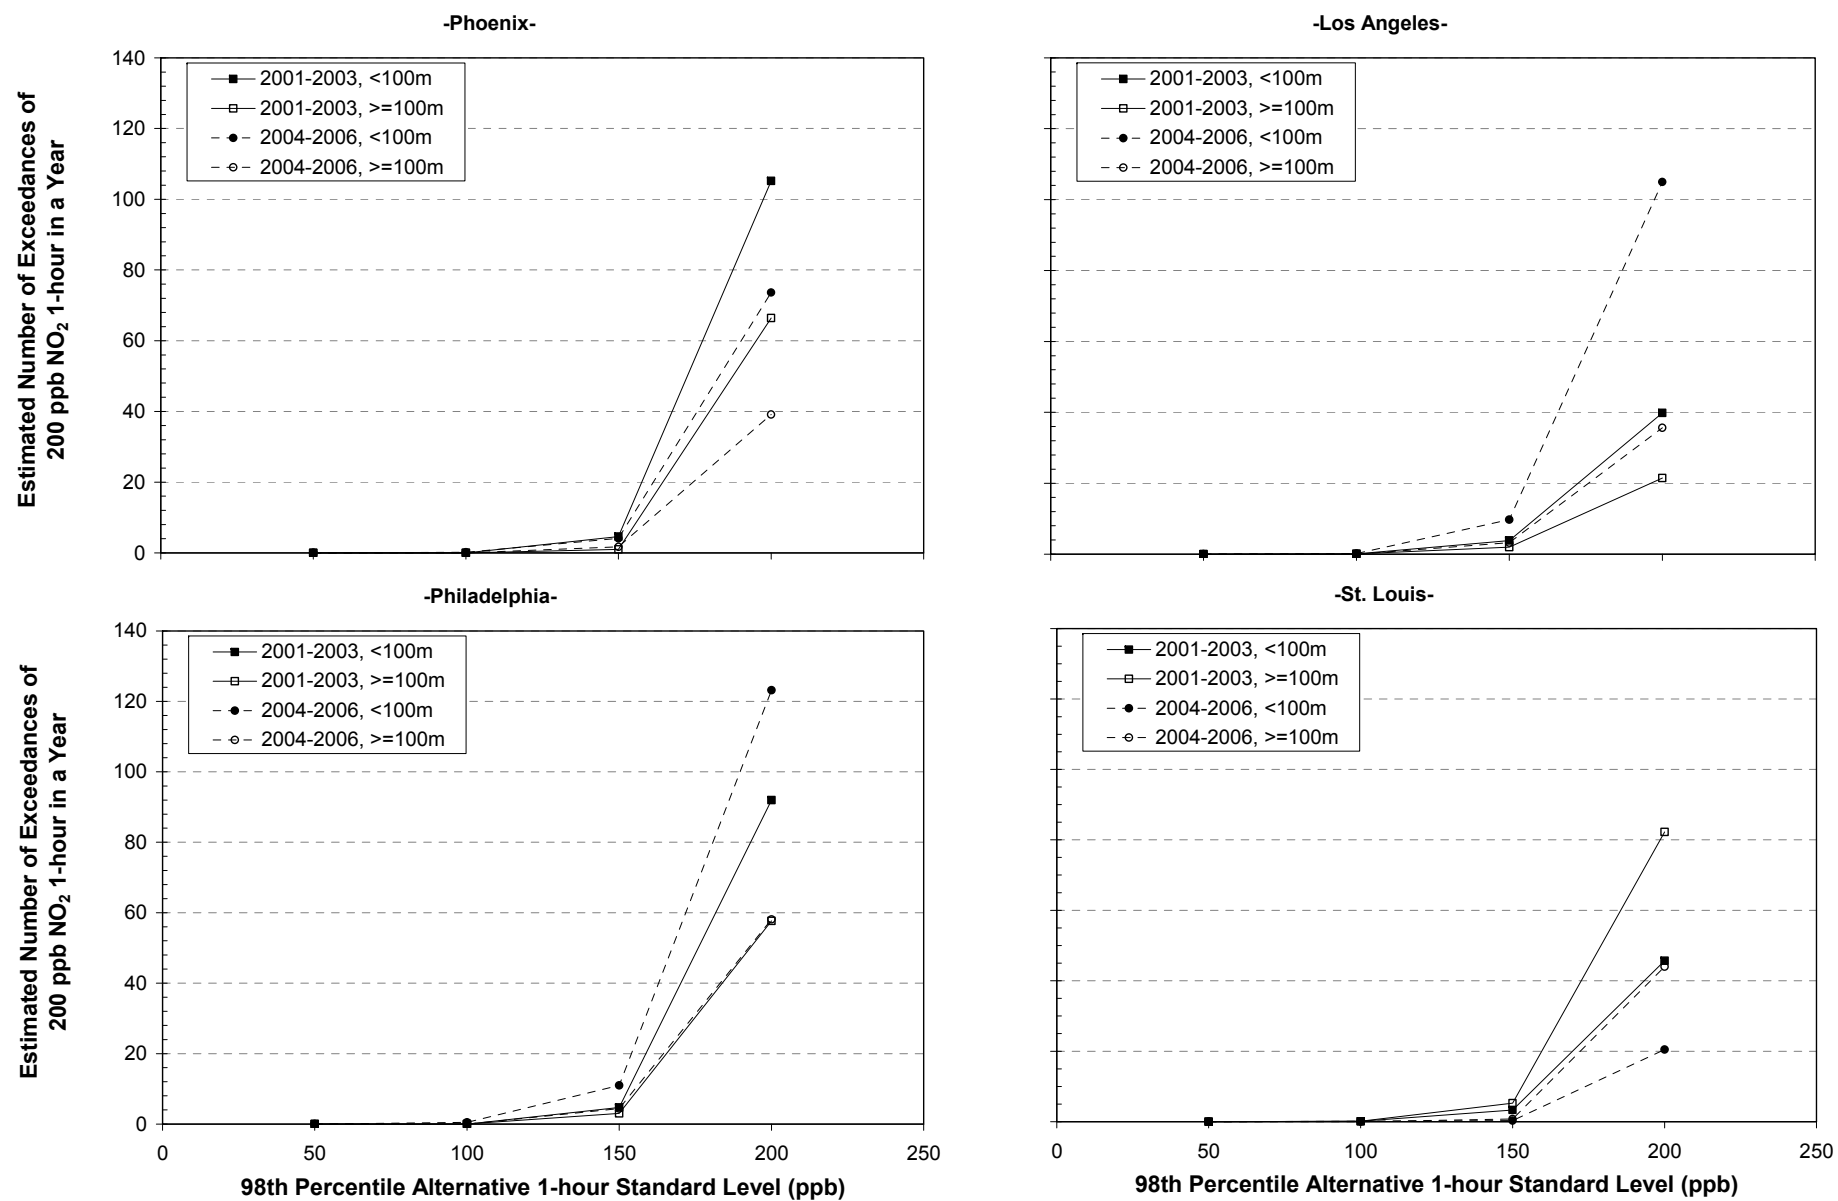 -Phoenix-
140
120
100
80
60
40
20
0
Estimated Number of Exceedances of
200 ppb NO₂ 1-hour in a Year
2001-2003, <100m
2001-2003, >=100m
2004-2006, <100m
2004-2006, >=100m
-Los Angeles-
2001-2003, <100m
2001-2003, >=100m
2004-2006, <100m
2004-2006, >=100m
-Philadelphia-
140
120
100
80
60
40
20
0
Estimated Number of Exceedances of
200 ppb NO₂ 1-hour in a Year
2001-2003, <100m
2001-2003, >=100m
2004-2006, <100m
2004-2006, >=100m
0 50 100 150 200 250
98th Percentile Alternative 1-hour Standard Level (ppb)
-St. Louis-
2001-2003, <100m
2001-2003, >=100m
2004-2006, <100m
2004-2006, >=100m
0 50 100 150 200 250
98th Percentile Alternative 1-hour Standard Level (ppb)